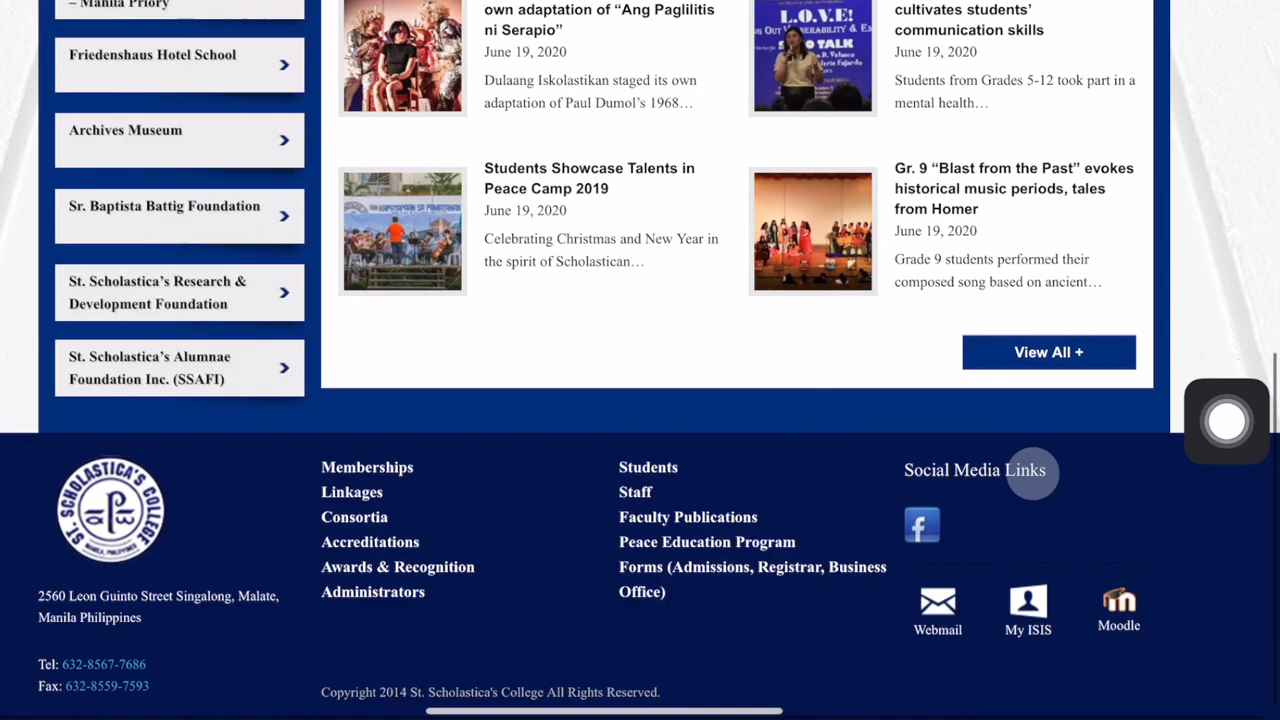 – Manila Priory
Friedenshaus Hotel School
Archives Museum
Sr. Baptista Battig Foundation
St. Scholastica's Research &
Development Foundation
St. Scholastica's Alumnae
Foundation Inc. (SSAFI)
own adaptation of “Ang Paglilitis
ni Serapio”
June 19, 2020
Dulaang Iskolastikan staged its own
adaptation of Paul Dumol’s 1968…
cultivates students’
communication skills
June 19, 2020
Students from Grades 5-12 took part in a
mental health…
L.O.V.E!
TALK
Students Showcase Talents in
Peace Camp 2019
June 19, 2020
Celebrating Christmas and New Year in
the spirit of Scholastican…
Gr. 9 “Blast from the Past” evokes
historical music periods, tales
from Homer
June 19, 2020
Grade 9 students performed their
composed song based on ancient…
View All +
ST. SCHOLASTICA'S COLLEGE
MANILA, PHILIPPINES
2560 Leon Guinto Street Singalong, Malate,
Manila Philippines
Tel: 632-8567-7686
Fax: 632-8559-7593
Memberships
Linkages
Consortia
Accreditations
Awards & Recognition
Administrators
Students
Staff
Faculty Publications
Peace Education Program
Forms (Admissions, Registrar, Business
Office)
Social Media Links
f
Webmail
My ISIS
m
Moodle
Copyright 2014 St. Scholastica's College All Rights Reserved.